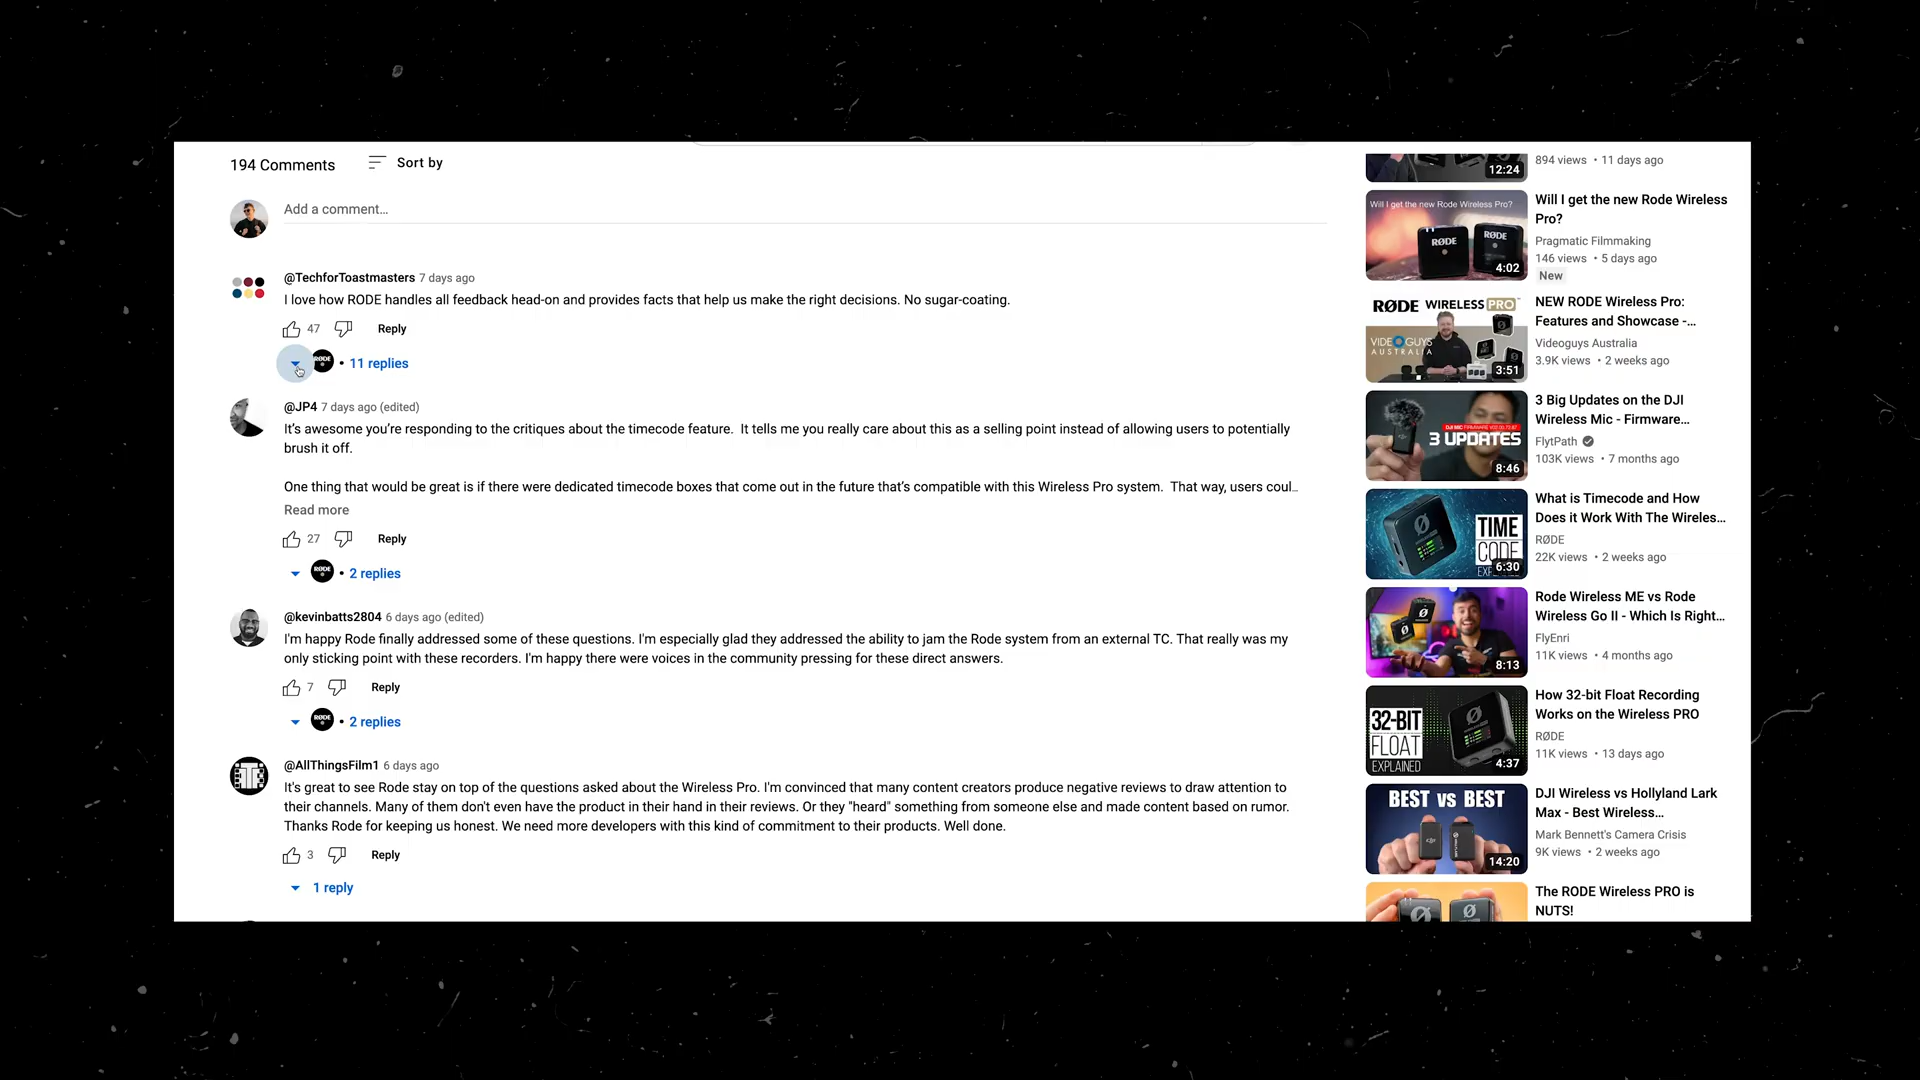 194 Comments
Sort by
Add a comment...
@TechforToastmasters 7 days ago
I love how RODE handles all feedback head-on and provides facts that help us make the right decisions. No sugar-coating.
47
Reply
RØDE
• 11 replies
@JP4 7 days ago (edited)
It's awesome you're responding to the critiques about the timecode feature.  It tells me you really care about this as a selling point instead of allowing users to potentially
brush it off.
One thing that would be great is if there were dedicated timecode boxes that come out in the future that's compatible with this Wireless Pro system.  That way, users coul...
Read more
27
Reply
RØDE
• 2 replies
@kevinbatts2804 6 days ago (edited)
I'm happy Rode finally addressed some of these questions. I'm especially glad they addressed the ability to jam the Rode system from an external TC. That really was my
only sticking point with these recorders. I'm happy there were voices in the community pressing for these direct answers.
7
Reply
RØDE
• 2 replies
@AllThingsFilm1 6 days ago
It's great to see Rode stay on top of the questions asked about the Wireless Pro. I'm convinced that many content creators produce negative reviews to draw attention to
their channels. Many of them don't even have the product in their hand in their reviews. Or they "heard" something from someone else and made content based on rumor.
Thanks Rode for keeping us honest. We need more developers with this kind of commitment to their products. Well done.
3
Reply
1 reply
12:24
894 views • 11 days ago
Will I get the new Rode Wireless Pro?
RØDE
RØDE
4:02
Will I get the new Rode Wireless
Pro?
Pragmatic Filmmaking
146 views • 5 days ago
New
RØDE WIRELESS PRO
VIDEOGUYS
AUSTRALIA
3:51
NEW RODE Wireless Pro:
Features and Showcase -...
Videoguys Australia
3.9K views • 2 weeks ago
3 UPDATES
8:46
3 Big Updates on the DJI
Wireless Mic - Firmware...
FlytPath
103K views • 7 months ago
TIME
CODE
6:30
What is Timecode and How
Does it Work With The Wireles...
RØDE
22K views • 2 weeks ago
8:13
Rode Wireless ME vs Rode
Wireless Go II - Which Is Right...
FlyEnri
11K views • 4 months ago
32-BIT
FLOAT
EXPLAINED
4:37
How 32-bit Float Recording
Works on the Wireless PRO
RØDE
11K views • 13 days ago
BEST vs BEST
14:20
DJI Wireless vs Hollyland Lark
Max - Best Wireless...
Mark Bennett's Camera Crisis
9K views • 2 weeks ago
The RODE Wireless PRO is
NUTS!